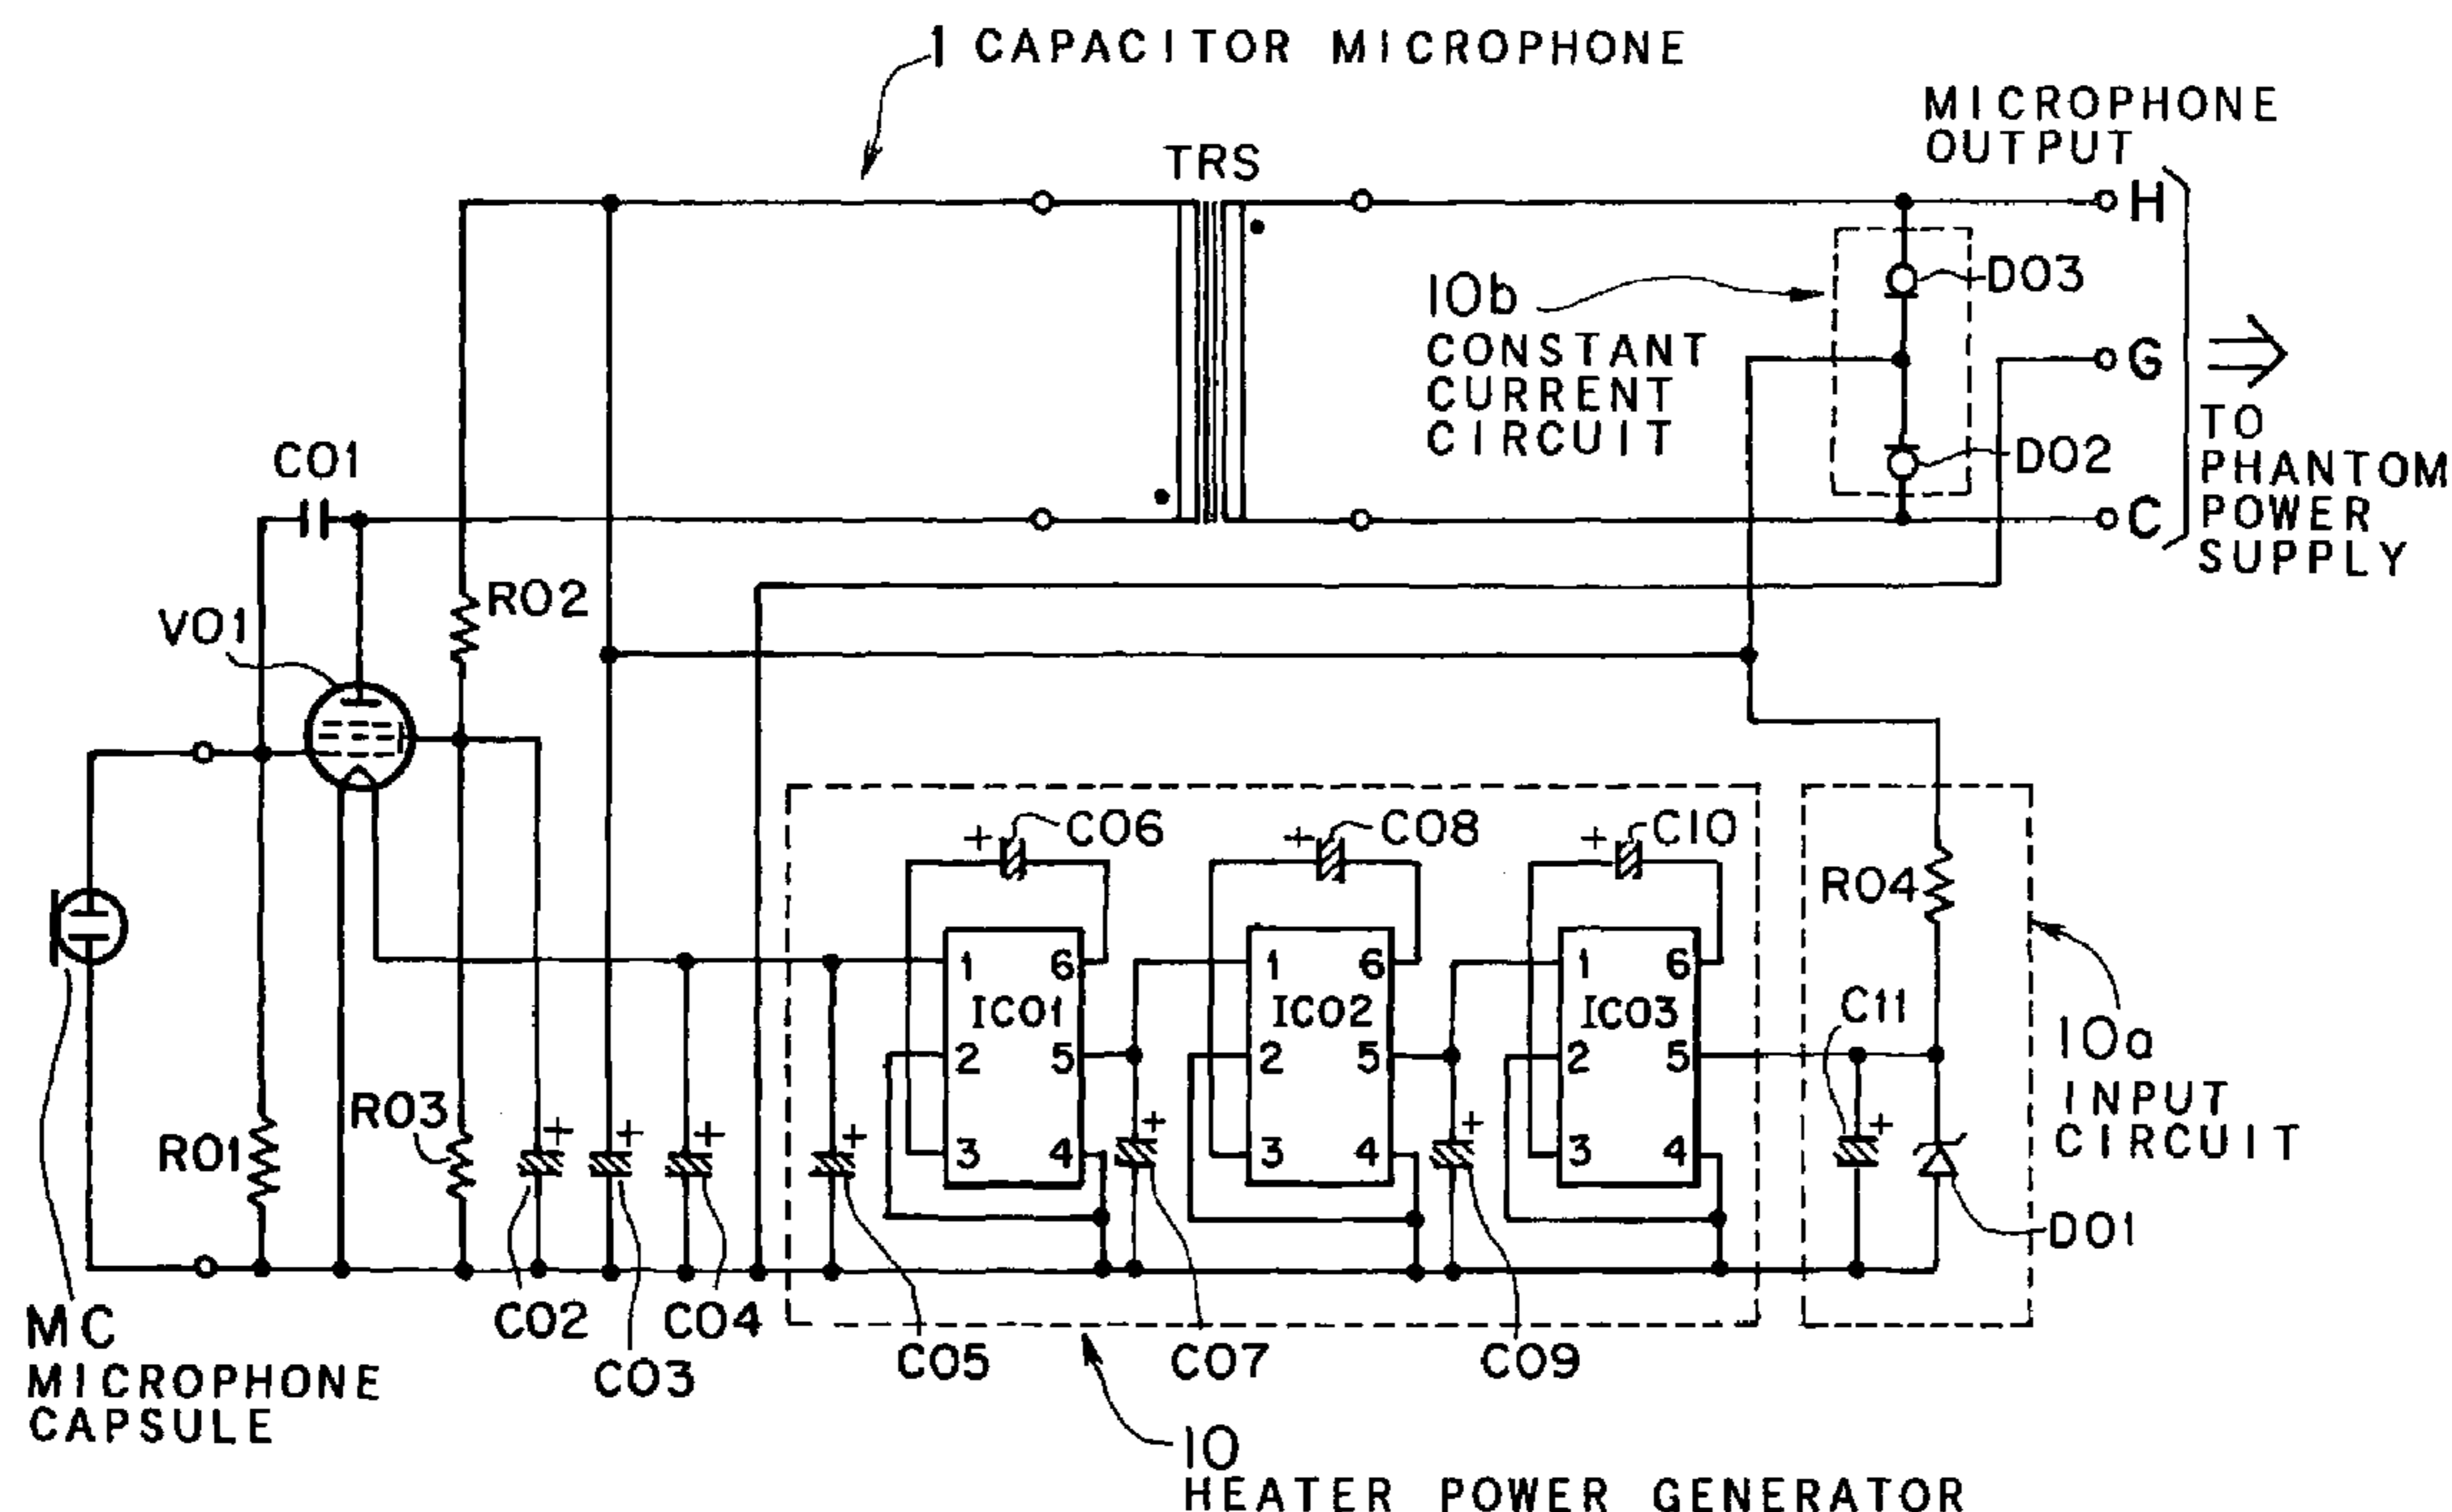 1 CAPACITOR MICROPHONE
MICROPHONE
OUTPUT
TRS
H
D03
10b
CONSTANT
CURRENT
CIRCUIT
G
TO
PHANTOM
POWER
SUPPLY
D02
C
C01
R02
V01
+ C06
+ C08
+ C10
R04
1 6
IC01
2 5
3 4
1 6
IC02
2 5
3 4
1 6
IC03
2 5
3 4
C11
10a
INPUT
CIRCUIT
R03
R01
+
+
+
+
+
+
+
D01
MC
MICROPHONE
CAPSULE
C02
C03
C04
C05
C07
C09
10
HEATER POWER GENERATOR